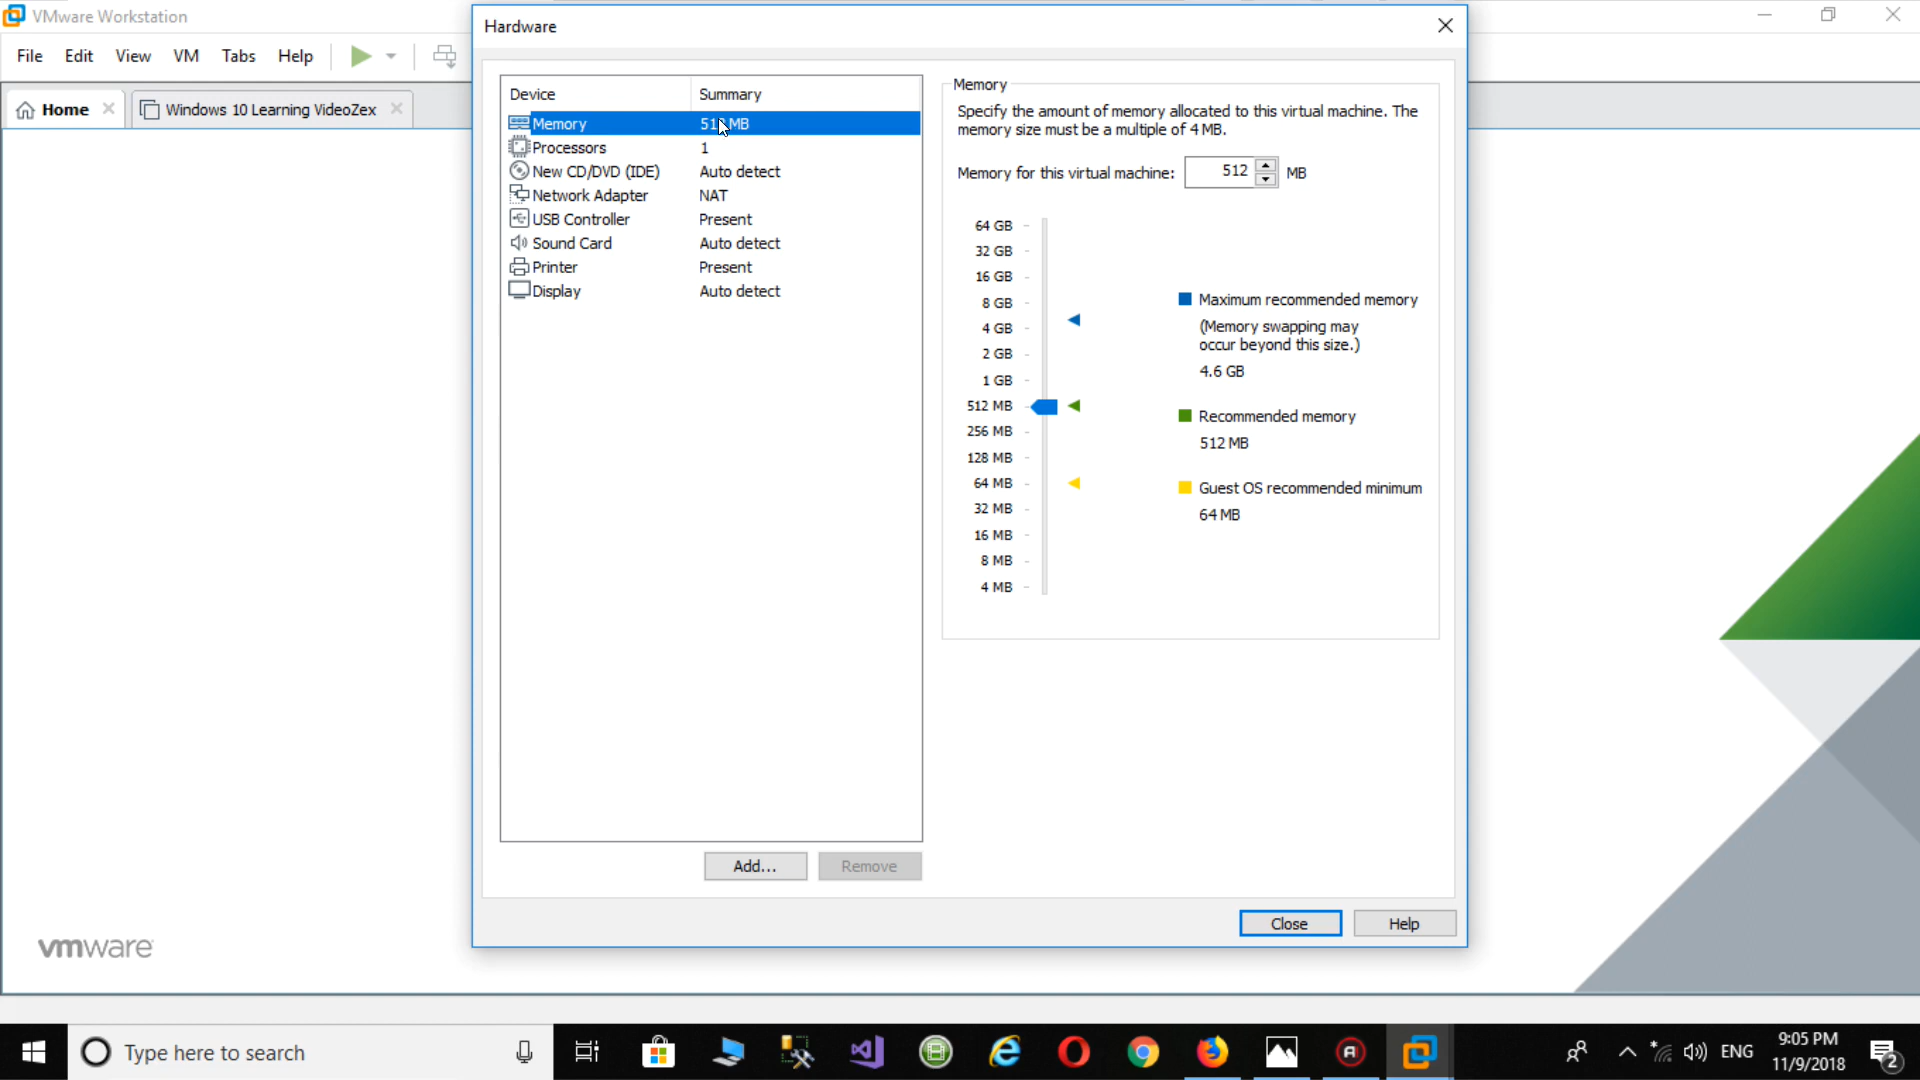 VMware Workstation
File Edit View VM Tabs Help
Home
Windows 10 Learning VideoZex
Hardware
Device Summary
Memory
Processors 1
New CD/DVD (IDE) Auto detect
Network Adapter NAT
USB Controller Present
Sound Card Auto detect
Printer Present
Display Auto detect
Add...
Remove
Memory
Specify the amount of memory allocated to this virtual machine. The
memory size must be a multiple of 4 MB.
Memory for this virtual machine: 512 MB
64 GB
32 GB
16 GB
8 GB
4 GB
2 GB
1 GB
512 MB
256 MB
128 MB
64 MB
32 MB
16 MB
8 MB
4 MB
Maximum recommended memory
(Memory swapping may
occur beyond this size.)
4.6 GB
Recommended memory
512 MB
Guest OS recommended minimum
64 MB
Close
Help
vmware
Type here to search
ENG
9:05 PM
11/9/2018
2